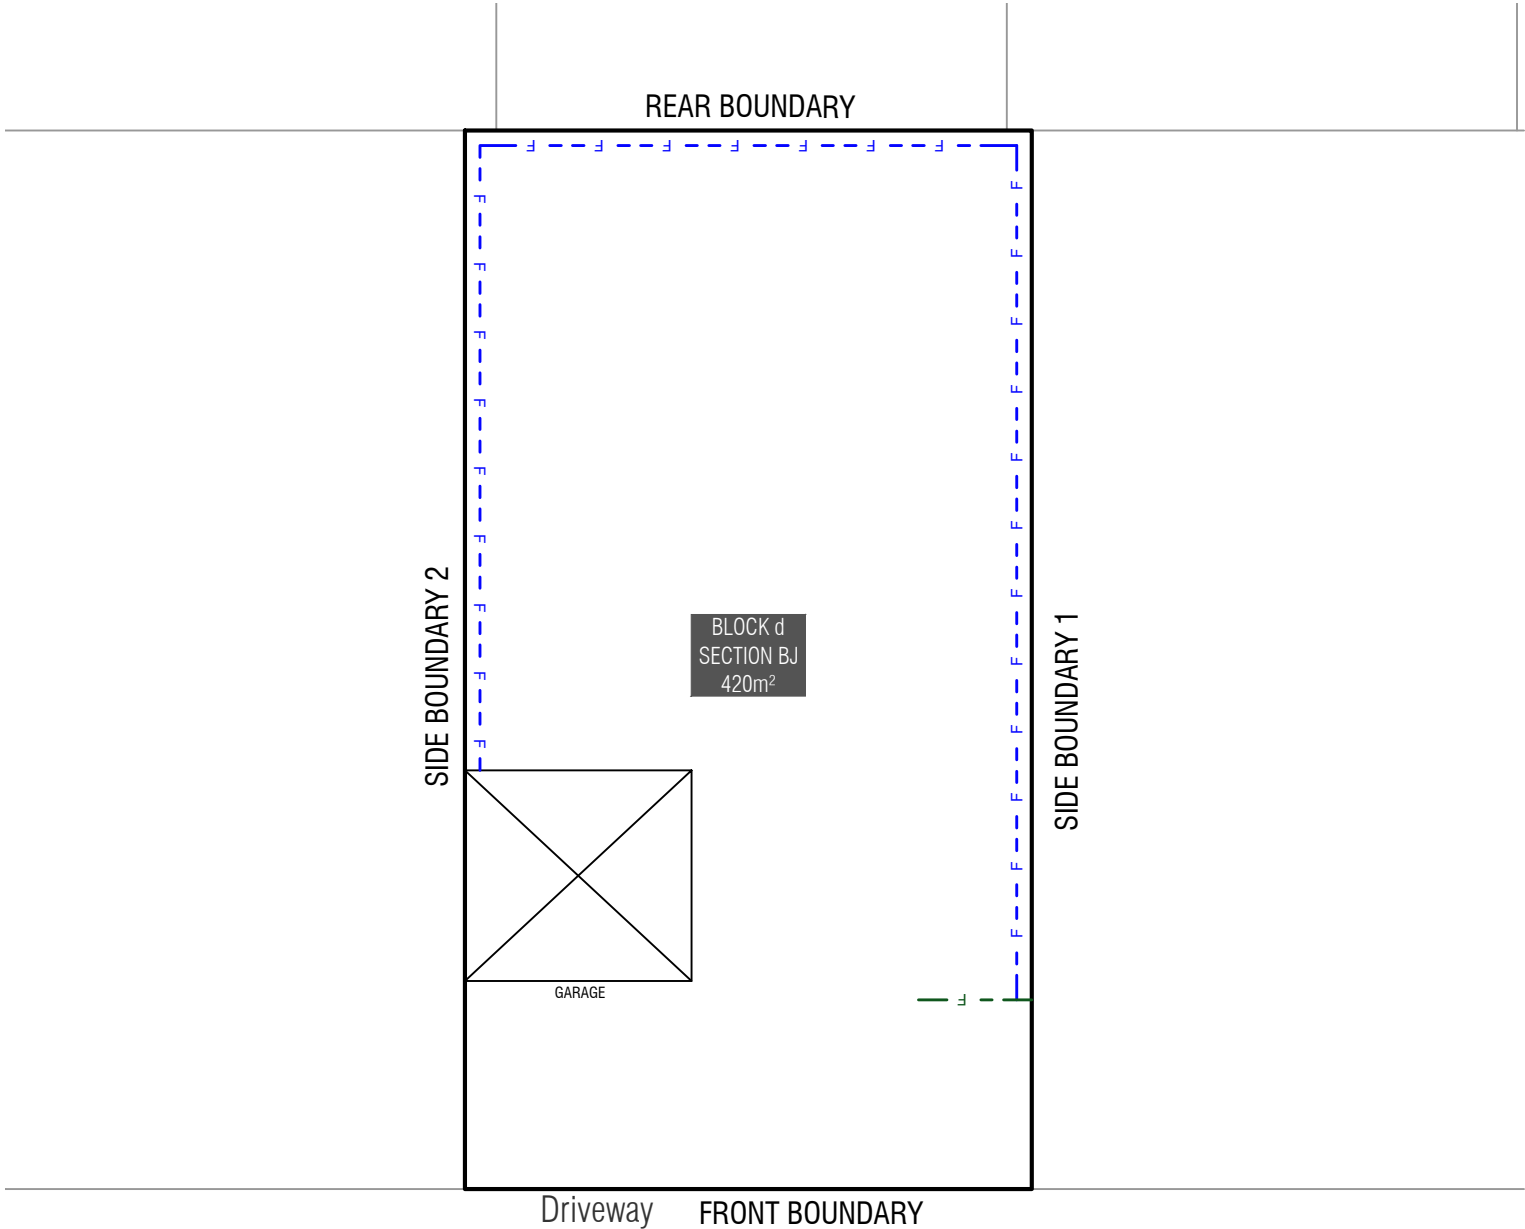 REAR BOUNDARY
SIDE BOUNDARY 2
BLOCK d
SECTION BJ
420m²
SIDE BOUNDARY 1
GARAGE
Driveway
FRONT BOUNDARY